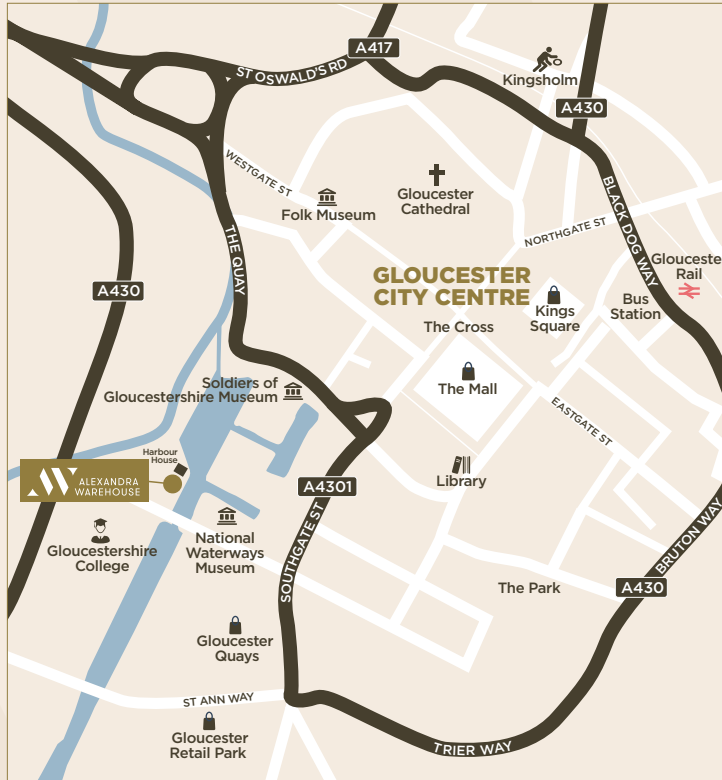 A417
ST OSWALD'S RD
Kingsholm
A430
WESTGATE ST
Gloucester
Cathedral
Folk Museum
BLACK DOG WAY
NORTHGATE ST
THE QUAY
Glouceste
Rail
GLOUCESTER
CITY CENTRE
A430
Bus
Station
Kings
Square
The Cross
Soldiers of
Gloucestershire Museum
The Mall
EASTGATE ST
Harbour
House
ALEXANDRA
WAREHOUSE
Library
A4301
SOUTHGATE ST
National
Waterways
Museum
Gloucestershire
College
BRUTON WAY
The Park
A430
Gloucester
Quays
ST ANN WAY
Gloucester
Retail Park
TRIER WAY